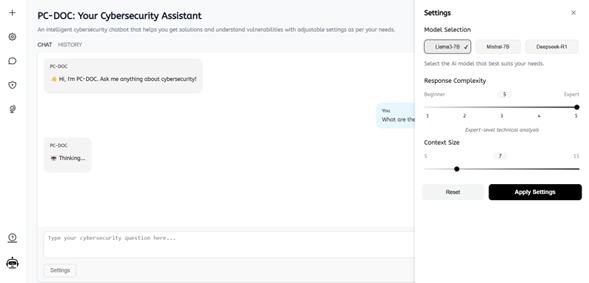 PC-DOC: Your Cybersecurity Assistant
An intelligent cybersecurity chatbot that helps you get solutions and understand vulnerabilities with adjustable settings as per your needs.
CHAT HISTORY
PC-DOC
👋 Hi, I'm PC-DOC. Ask me anything about cybersecurity!
You
What are the
PC-DOC
Thinking...
Type your cybersecurity question here...
Settings
Settings
Model Selection
Llama3-7B ✓ Mistral-7B Deepseek-R1
Select the AI model that best suits your needs.
Response Complexity
Beginner 5 Expert
1 2 3 4 5
Expert-level technical analysis
Context Size
5 7 15
Reset Apply Settings